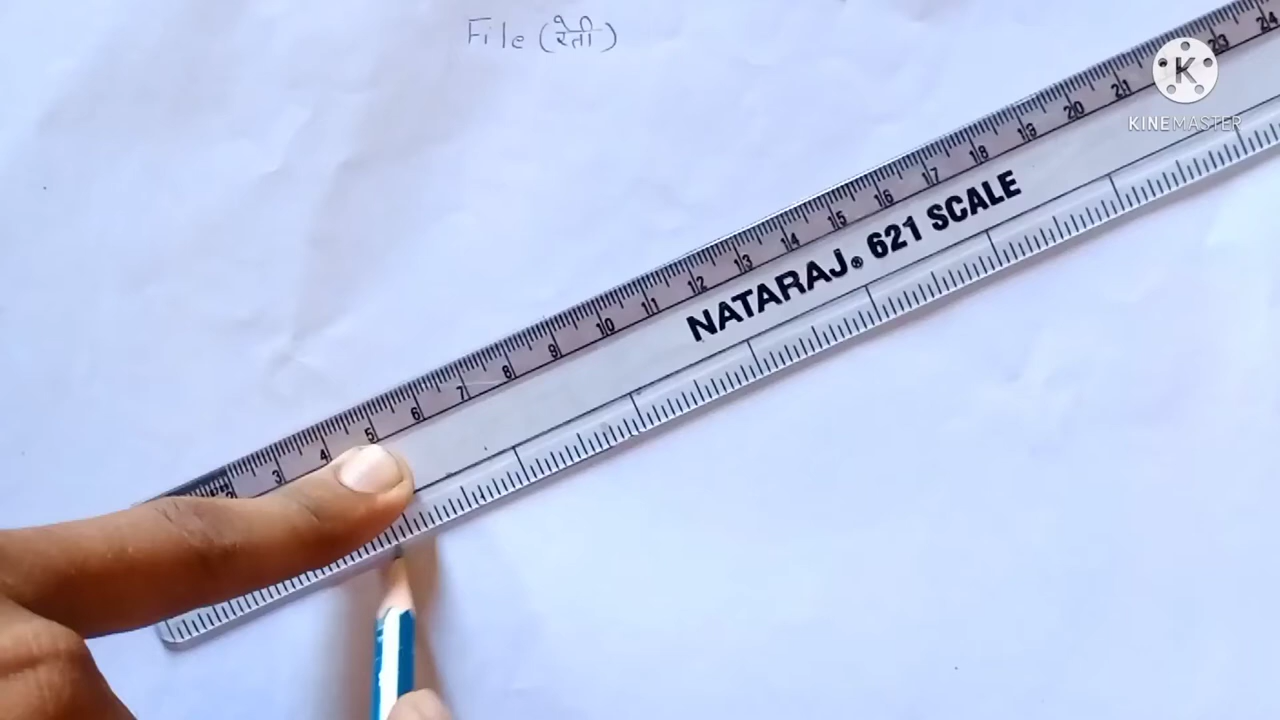 File (रेती)
K
KINEMASTER
2 3 4 5 6 7 8 9 10 11 12 13 14 15 16 17 18 19 20 21 23 24
NATARAJ® 621 SCALE